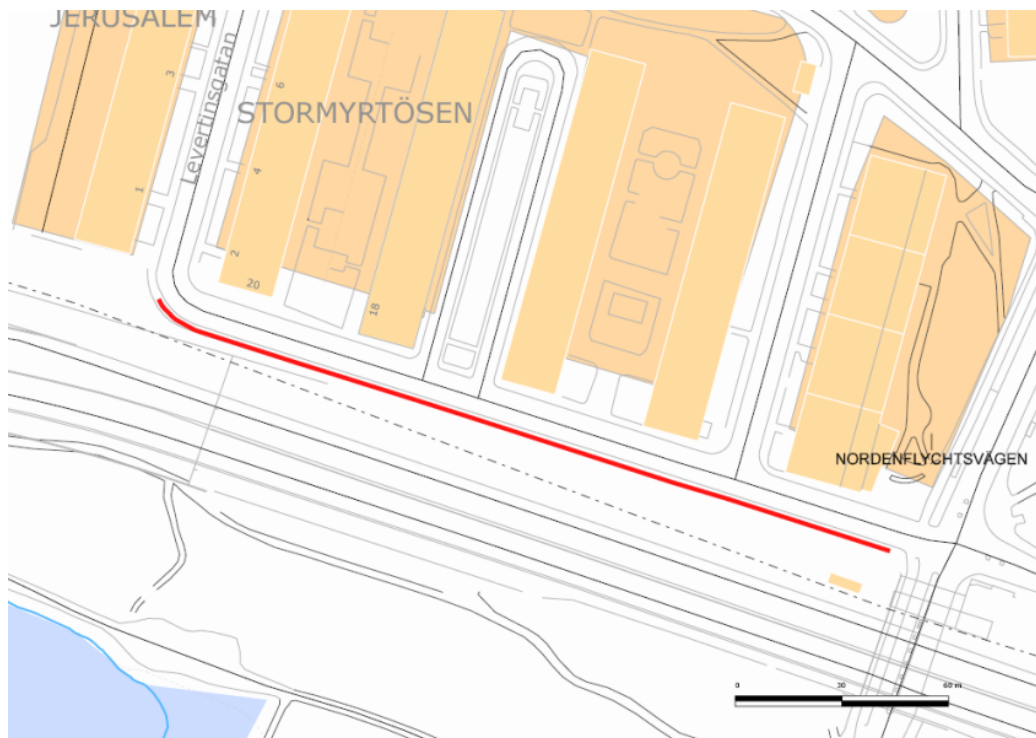 JERUSALEM
3
Levertinsgatan
6
STORMYRTÖSEN
4
1
2
20
18
NORDENFLYCHTSVÄGEN
0 30 60 m